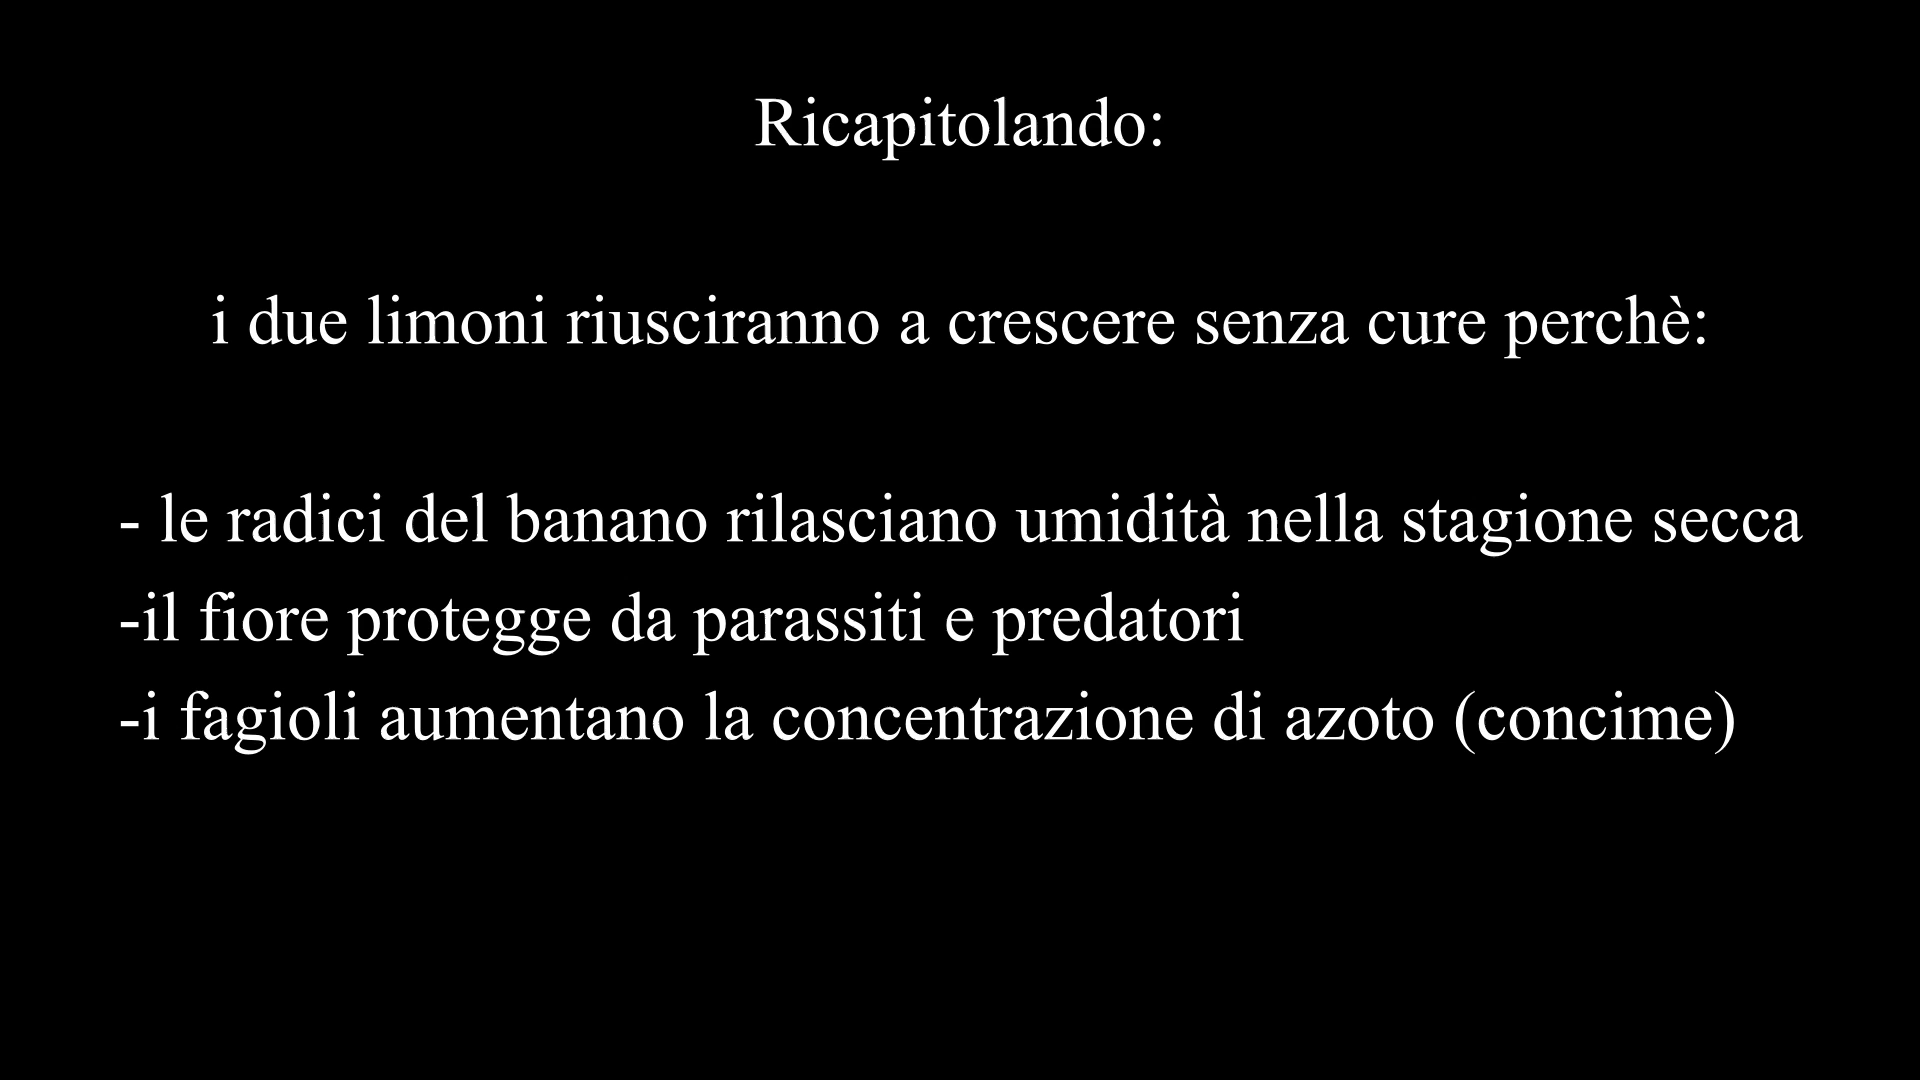 Ricapitolando:
i due limoni riusciranno a crescere senza cure perchè:
- le radici del banano rilasciano umidità nella stagione secca
-il fiore protegge da parassiti e predatori
-i fagioli aumentano la concentrazione di azoto (concime)